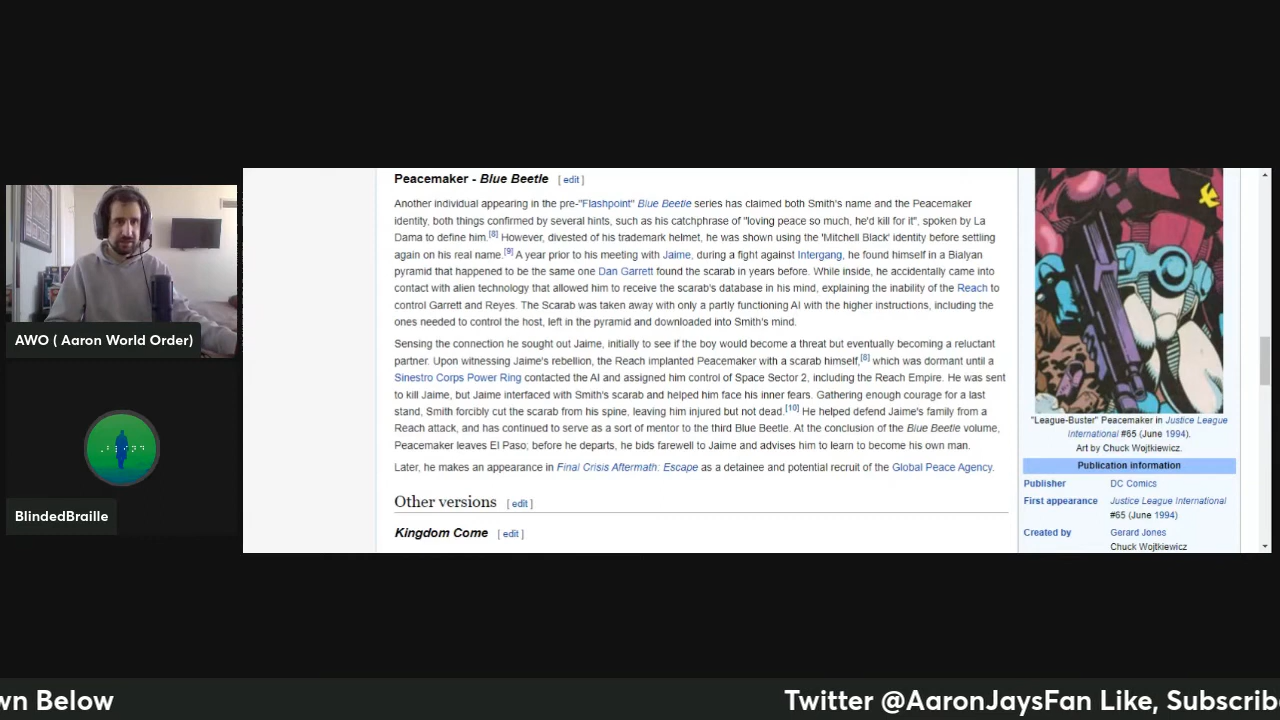 Peacemaker - Blue Beetle [ edit ]
Another individual appearing in the pre-"Flashpoint" Blue Beetle series has claimed both Smith's name and the Peacemaker
identity, both things confirmed by several hints, such as his catchphrase of "loving peace so much, he'd kill for it", spoken by La
Dama to define him.[8] However, divested of his trademark helmet, he was shown using the 'Mitchell Black' identity before settling
again on his real name.[9] A year prior to his meeting with Jaime, during a fight against Intergang, he found himself in a Bialyan
pyramid that happened to be the same one Dan Garrett found the scarab in years before. While inside, he accidentally came into
contact with alien technology that allowed him to receive the scarab's database in his mind, explaining the inability of the Reach to
control Garrett and Reyes. The Scarab was taken away with only a partly functioning AI with the higher instructions, including the
ones needed to control the host, left in the pyramid and downloaded into Smith's mind.
Sensing the connection he sought out Jaime, initially to see if the boy would become a threat but eventually becoming a reluctant
partner. Upon witnessing Jaime's rebellion, the Reach implanted Peacemaker with a scarab himself,[8] which was dormant until a
Sinestro Corps Power Ring contacted the AI and assigned him control of Space Sector 2, including the Reach Empire. He was sent
to kill Jaime, but Jaime interfaced with Smith's scarab and helped him face his inner fears. Gathering enough courage for a last
stand, Smith forcibly cut the scarab from his spine, leaving him injured but not dead.[10] He helped defend Jaime's family from a
Reach attack, and has continued to serve as a sort of mentor to the third Blue Beetle. At the conclusion of the Blue Beetle volume,
Peacemaker leaves El Paso; before he departs, he bids farewell to Jaime and advises him to learn to become his own man.
Later, he makes an appearance in Final Crisis Aftermath: Escape as a detainee and potential recruit of the Global Peace Agency.
Other versions [ edit ]
Kingdom Come [ edit ]
"League-Buster" Peacemaker in Justice League
International #65 (June 1994).
Art by Chuck Wojtkiewicz.
Publication information
Publisher DC Comics
First appearance Justice League International
#65 (June 1994)
Created by Gerard Jones
Chuck Wojtkiewicz
AWO ( Aaron World Order)
BlindedBraille
wn Below
Twitter @AaronJaysFan Like, Subscrib